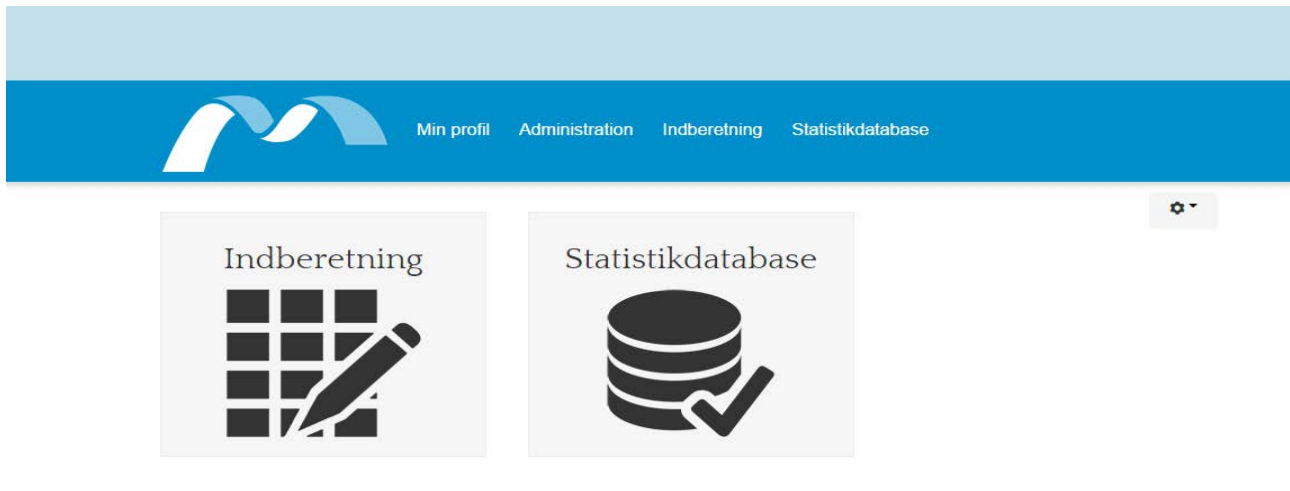 Min profil Administration Indberetning Statistikdatabase
Indberetning
Statistikdatabase